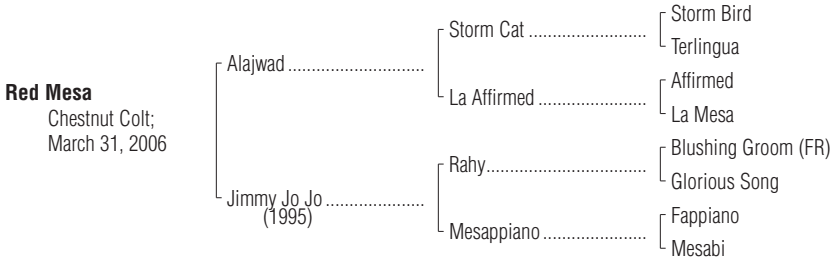 Storm Bird
Storm Cat ..........................
Terlingua
Alajwad ..............................
Affirmed
La Affirmed ........................
La Mesa
Red Mesa
Chestnut Colt;
March 31, 2006
Blushing Groom (FR)
Rahy...................................
Glorious Song
Jimmy Jo Jo .....................
(1995)
Fappiano
Mesappiano .......................
Mesabi